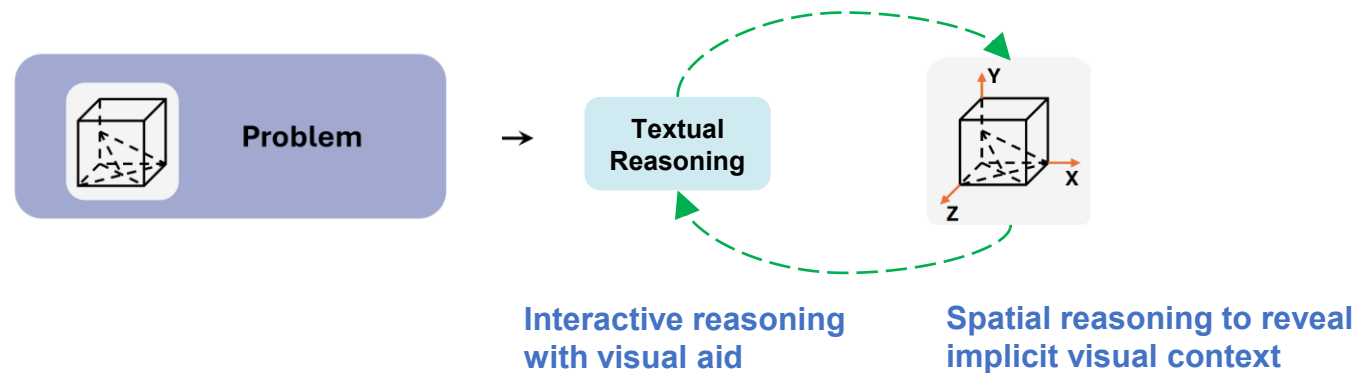 Problem
Textual
Reasoning
Y
X
Z
Interactive reasoning
with visual aid
Spatial reasoning to reveal
implicit visual context